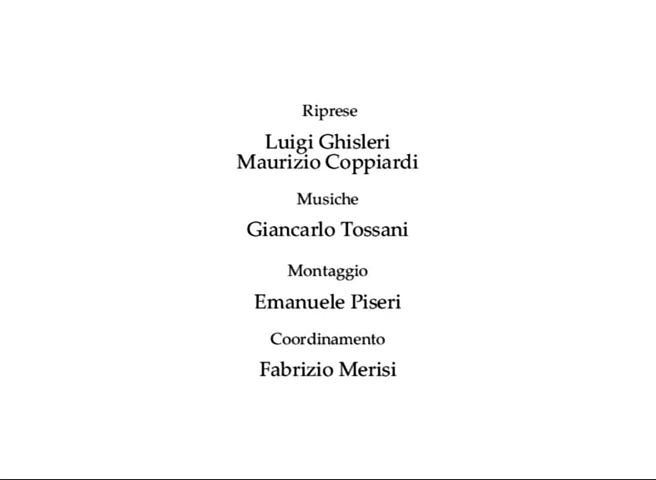 Riprese
Luigi Ghisleri
Maurizio Coppiardi
Musiche
Giancarlo Tossani
Montaggio
Emanuele Piseri
Coordinamento
Fabrizio Merisi